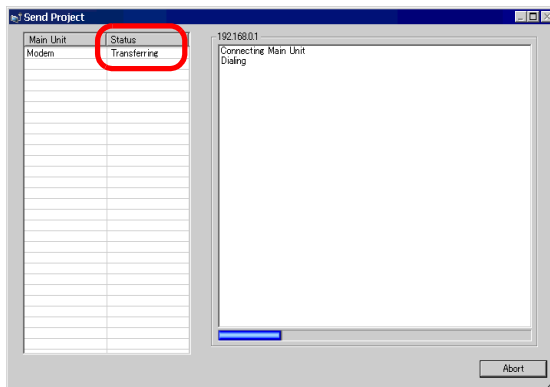 Send Project
Main Unit Status
Modem Transferring
192.168.0.1
Connecting Main Unit
Dialing
Abort